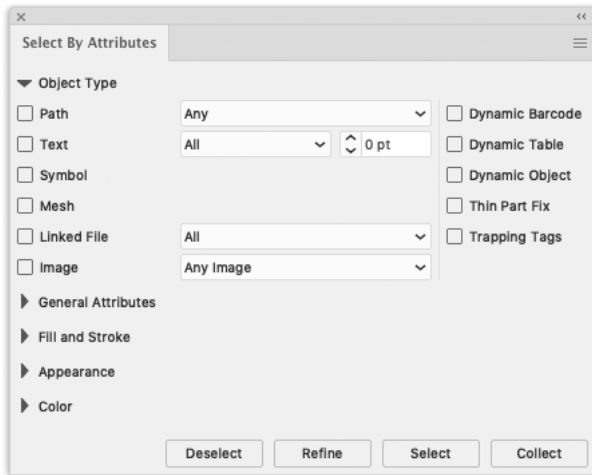 Select By Attributes
Object Type
Path Any Dynamic Barcode
Text All 0 pt Dynamic Table
Symbol Dynamic Object
Mesh Thin Part Fix
Linked File All Trapping Tags
Image Any Image
General Attributes
Fill and Stroke
Appearance
Color
Deselect Refine Select Collect